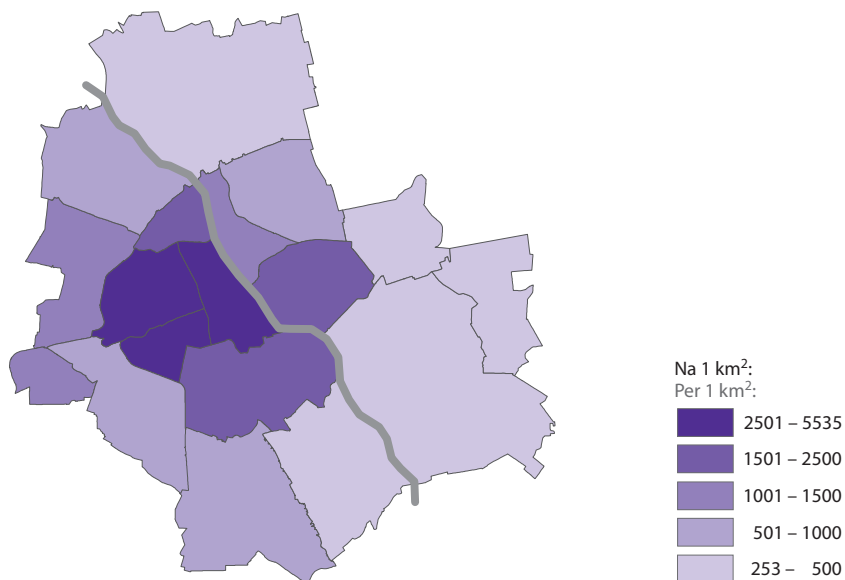 Na 1 km²:
Per 1 km²:
2501 – 5535
1501 – 2500
1001 – 1500
501 – 1000
253 – 500